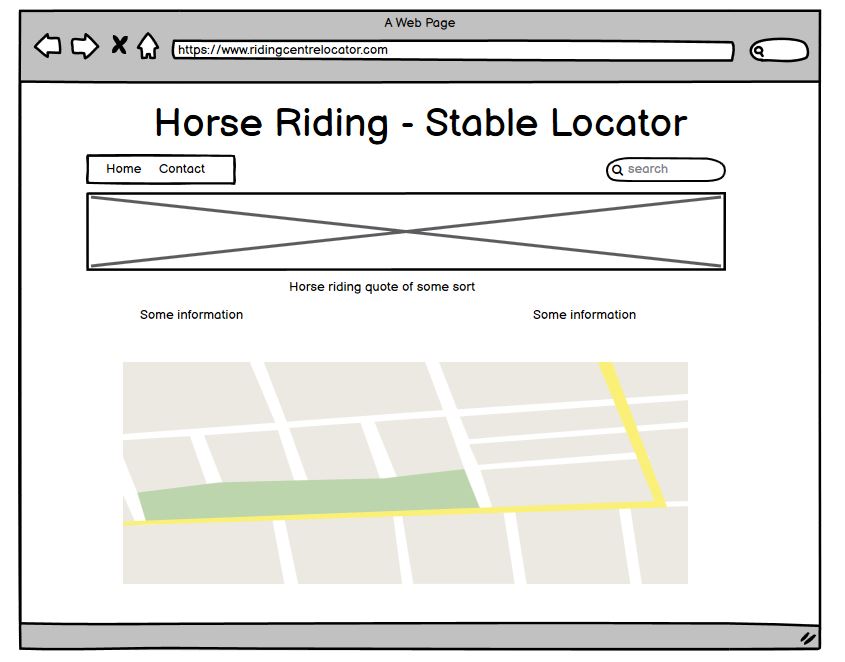 A Web Page
https://www.ridingcentrelocator.com
Horse Riding - Stable Locator
Home Contact
search
Horse riding quote of some sort
Some information
Some information